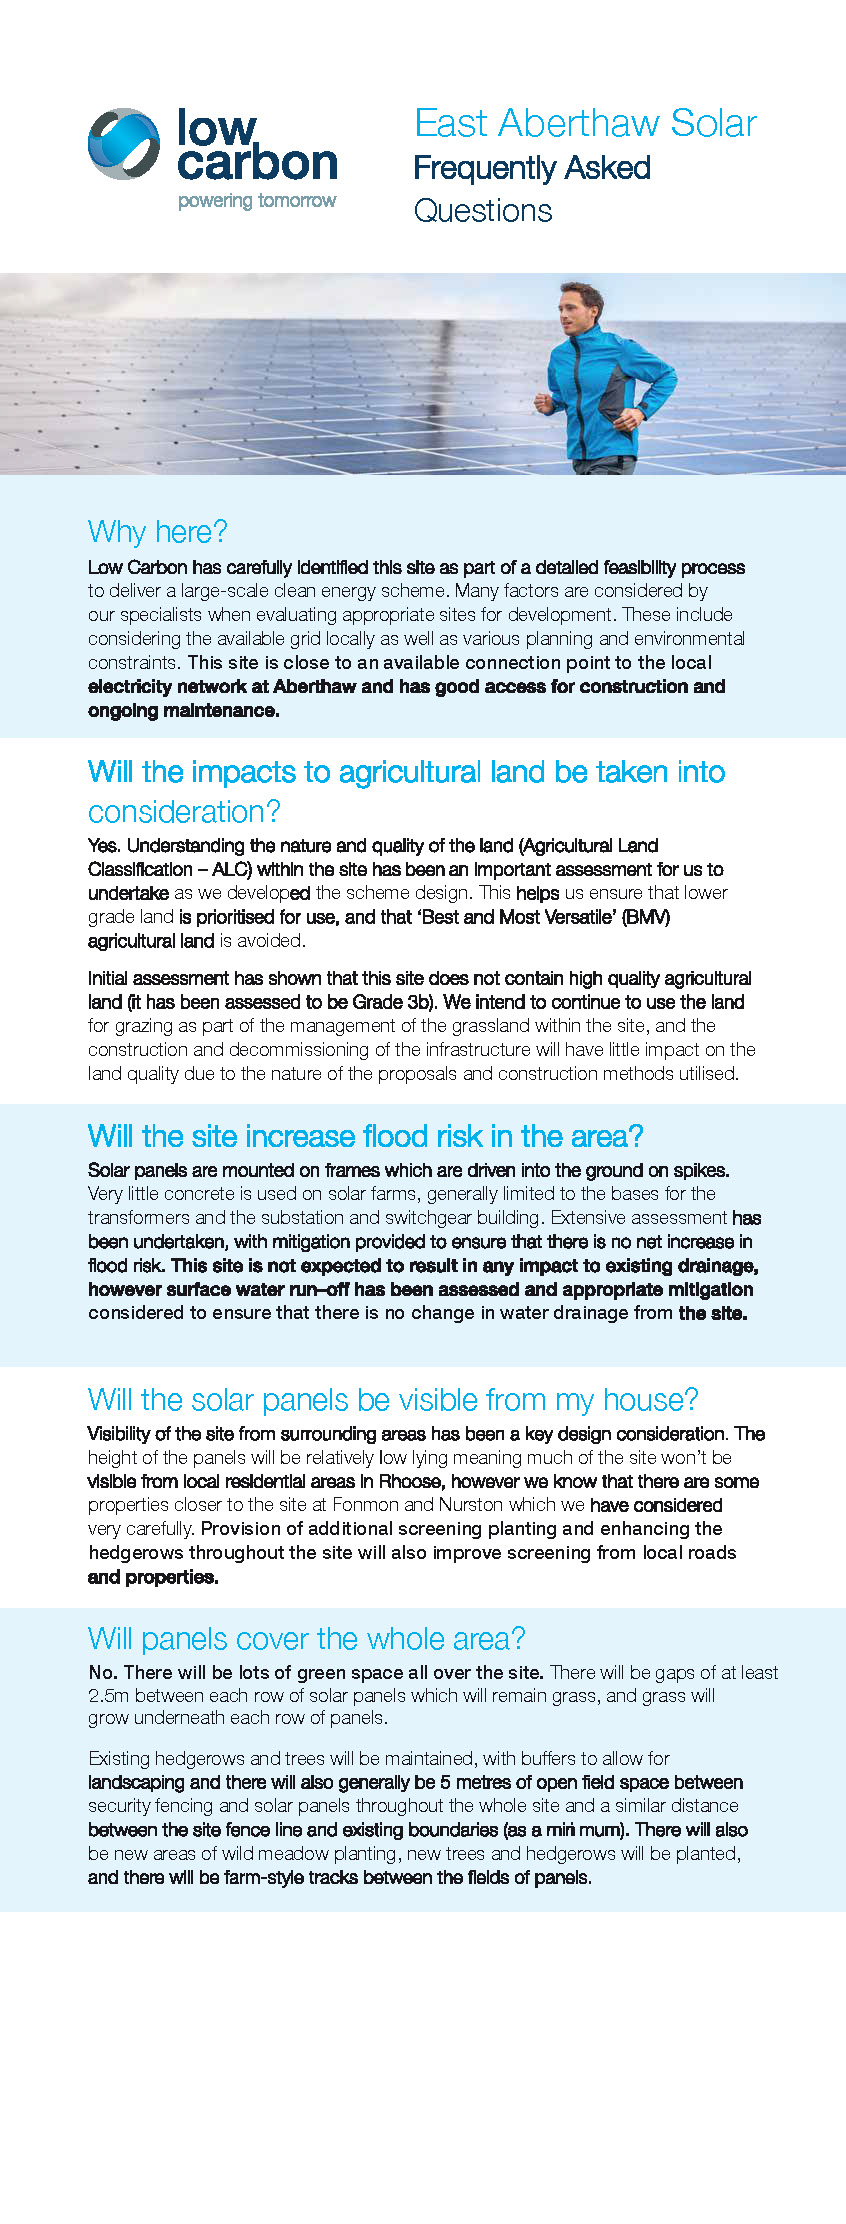 low
carbon
powering tomorrow
East Aberthaw Solar
Frequently Asked
Questions
Why here?
Low Carbon has carefully identified this site as part of a detailed feasibility process
to deliver a large-scale clean energy scheme. Many factors are considered by
our specialists when evaluating appropriate sites for development. These include
considering the available grid locally as well as various planning and environmental
constraints. This site is close to an available connection point to the local
electricity network at Aberthaw and has good access for construction and
ongoing maintenance.
Will the impacts to agricultural land be taken into
consideration?
Yes. Understanding the nature and quality of the land (Agricultural Land
Classification – ALC) within the site has been an important assessment for us to
undertake as we developed the scheme design. This helps us ensure that lower
grade land is prioritised for use, and that ‘Best and Most Versatile’ (BMV)
agricultural land is avoided.
Initial assessment has shown that this site does not contain high quality agricultural
land (it has been assessed to be Grade 3b). We intend to continue to use the land
for grazing as part of the management of the grassland within the site, and the
construction and decommissioning of the infrastructure will have little impact on the
land quality due to the nature of the proposals and construction methods utilised.
Will the site increase flood risk in the area?
Solar panels are mounted on frames which are driven into the ground on spikes.
Very little concrete is used on solar farms, generally limited to the bases for the
transformers and the substation and switchgear building. Extensive assessment has
been undertaken, with mitigation provided to ensure that there is no net increase in
flood risk. This site is not expected to result in any impact to existing drainage,
however surface water run–off has been assessed and appropriate mitigation
considered to ensure that there is no change in water drainage from the site.
Will the solar panels be visible from my house?
Visibility of the site from surrounding areas has been a key design consideration. The
height of the panels will be relatively low lying meaning much of the site won’t be
visible from local residential areas in Rhoose, however we know that there are some
properties closer to the site at Fonmon and Nurston which we have considered
very carefully. Provision of additional screening planting and enhancing the
hedgerows throughout the site will also improve screening from local roads
and properties.
Will panels cover the whole area?
No. There will be lots of green space all over the site. There will be gaps of at least
2.5m between each row of solar panels which will remain grass, and grass will
grow underneath each row of panels.
Existing hedgerows and trees will be maintained, with buffers to allow for
landscaping and there will also generally be 5 metres of open field space between
security fencing and solar panels throughout the whole site and a similar distance
between the site fence line and existing boundaries (as a mini mum). There will also
be new areas of wild meadow planting, new trees and hedgerows will be planted,
and there will be farm-style tracks between the fields of panels.